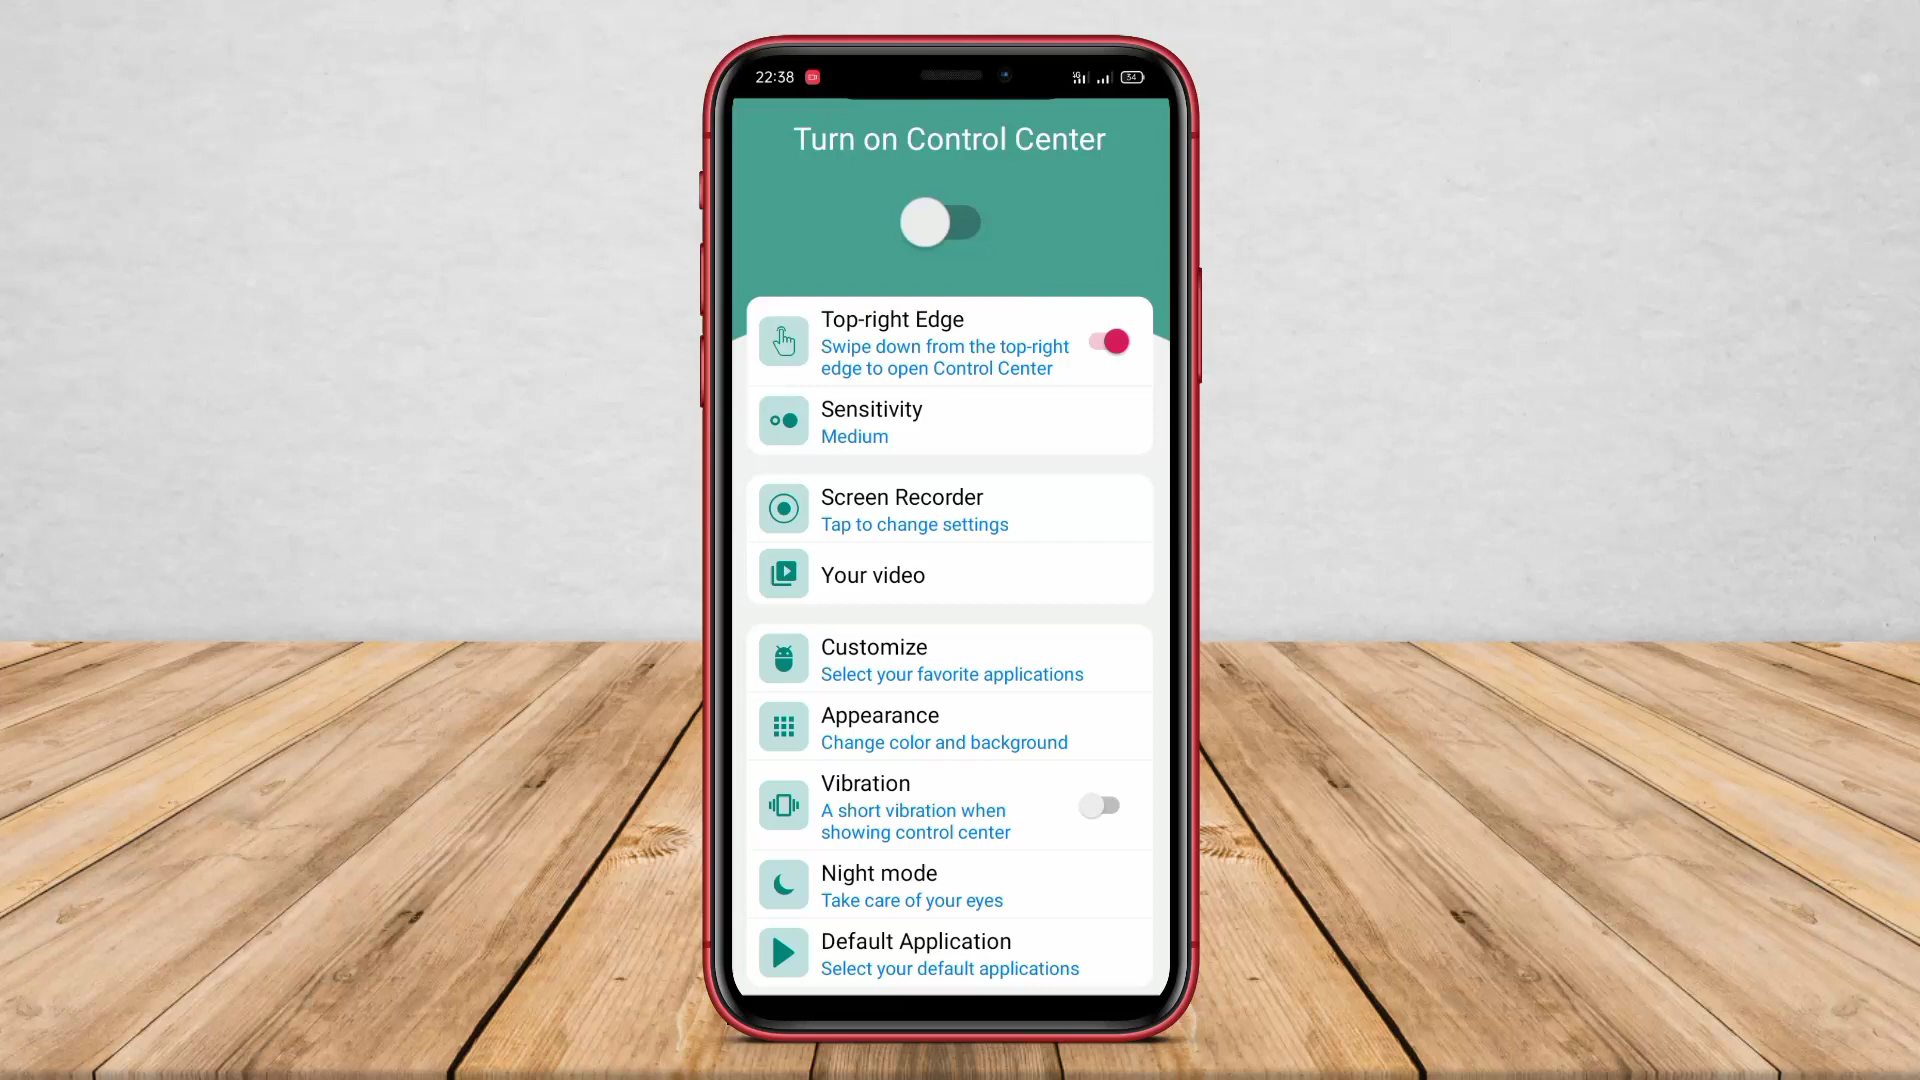 22:38
34
Turn on Control Center
Top-right Edge
Swipe down from the top-right
edge to open Control Center
Sensitivity
Medium
Screen Recorder
Tap to change settings
Your video
Customize
Select your favorite applications
Appearance
Change color and background
Vibration
A short vibration when
showing control center
Night mode
Take care of your eyes
Default Application
Select your default applications